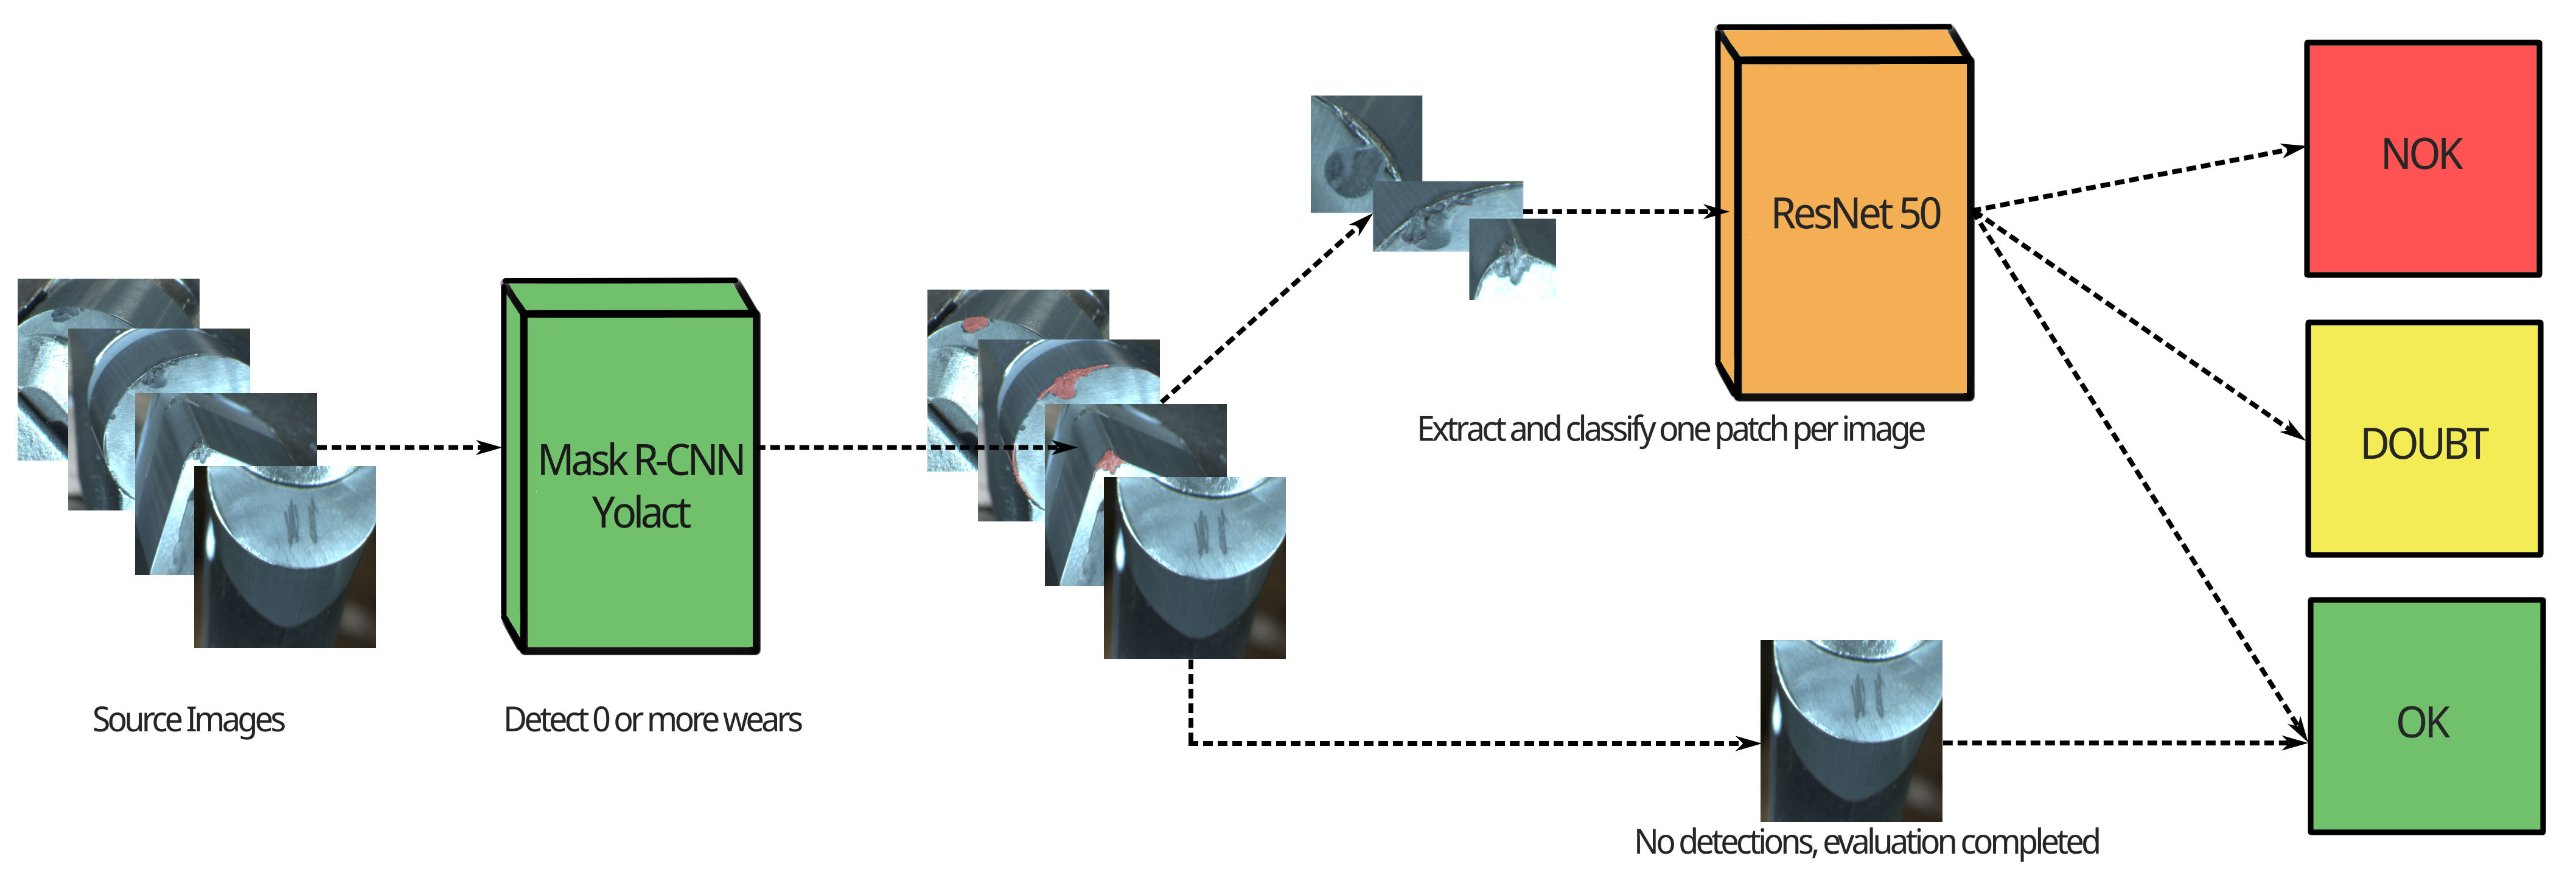 Source Images
Mask R-CNN
Yolact
Detect 0 or more wears
ResNet 50
Extract and classify one patch per image
No detections, evaluation completed
NOK
DOUBT
OK